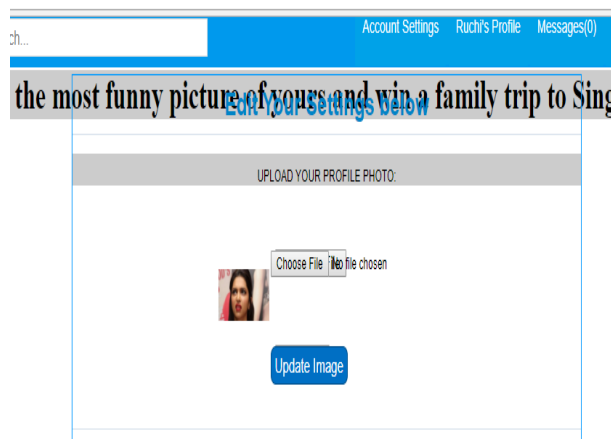 ch...
Account Settings Ruchi's Profile Messages(0)
the most funny picture of yours and win a family trip to Sing
Edit Your Settings below
UPLOAD YOUR PROFILE PHOTO:
Choose File No file chosen
Update Image